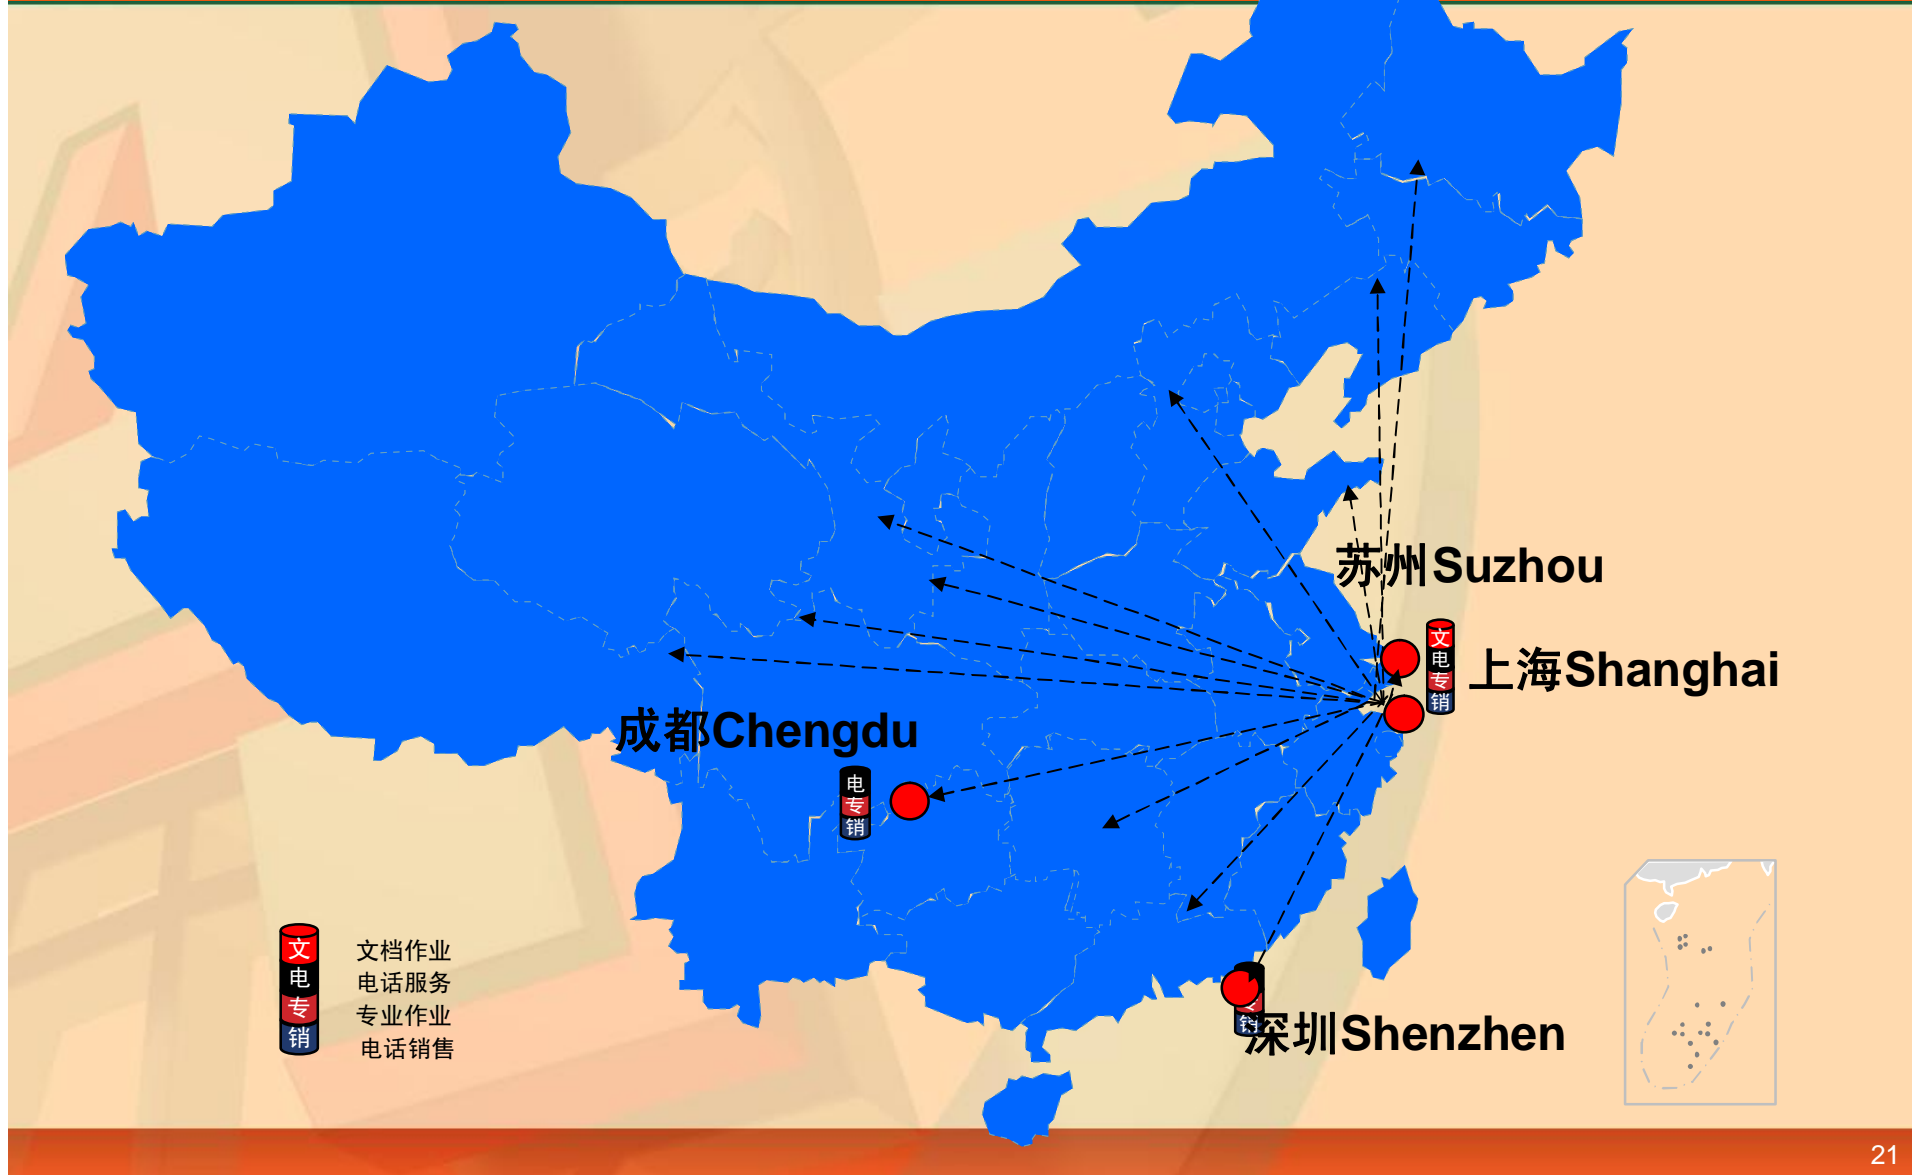 苏州Suzhou
文
电
专
销
上海Shanghai
成都Chengdu
电
专
销
文
电
专
销
文档作业
电话服务
专业作业
电话销售
专
销
深圳Shenzhen
21